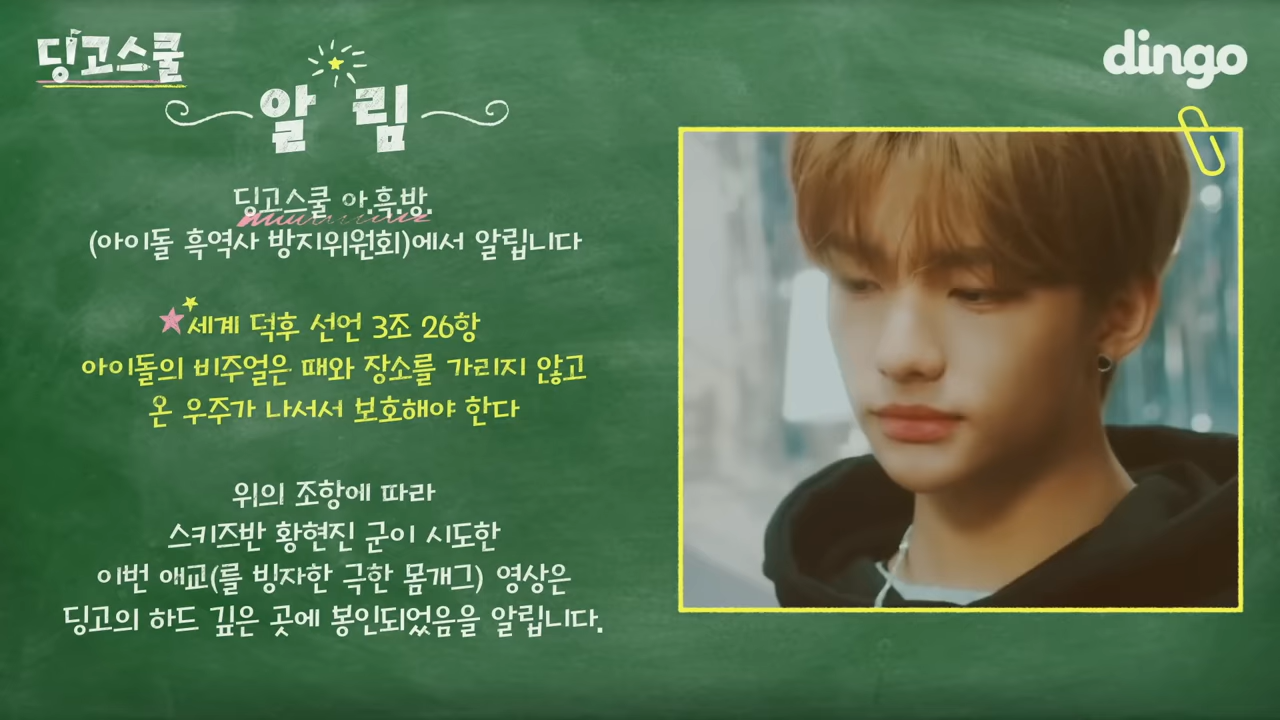 딩고스쿨
dingo
알 림
딩고스쿨 아.흑.방.
(아이돌 흑역사 방지위원회)에서 알립니다
세계 덕후 선언 3조 26항
아이돌의 비주얼은 때와 장소를 가리지 않고
온 우주가 나서서 보호해야 한다
위의 조항에 따라
스키즈반 황현진 군이 시도한
이번 애교(를 빙자한 극한 몸개그) 영상은
딩고의 하드 깊은 곳에 봉인되었음을 알립니다.